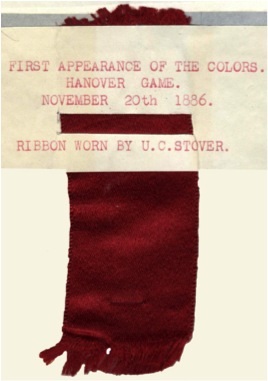 FIRST APPEARANCE OF THE COLORS.
HANOVER GAME.
NOVEMBER 20th 1886.
RIBBON WORN BY U.C.STOVER.